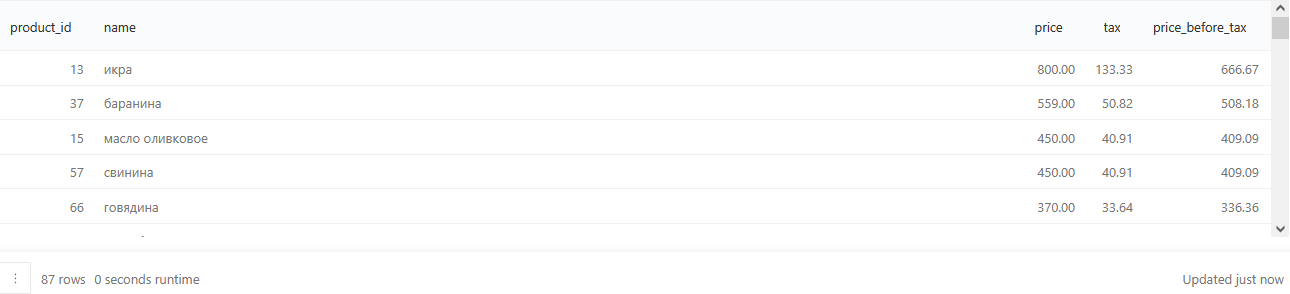 product_id name price tax price_before_tax
13 икра 800.00 133.33 666.67
37 баранина 559.00 50.82 508.18
15 масло оливковое 450.00 40.91 409.09
57 свинина 450.00 40.91 409.09
66 говядина 370.00 33.64 336.36
87 rows 0 seconds runtime Updated just now